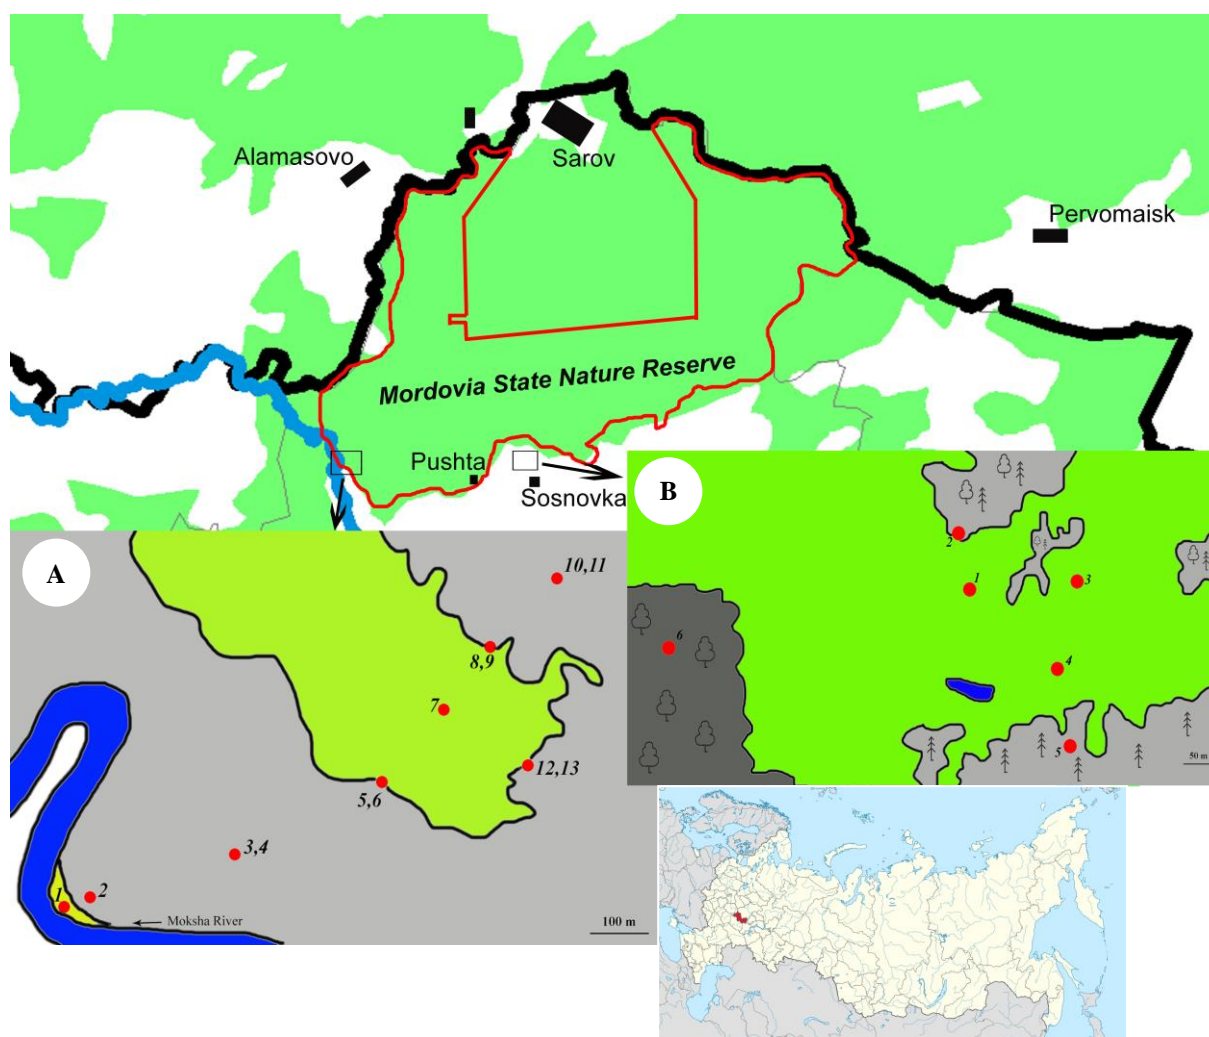 Sarov
Alamasovo
Pervomaisk
Mordovia State Nature Reserve
Pushta
Sosnovka
A
10,11
8,9
7
12,13
5,6
3,4
2
1
Moksha River
100 m
B
2
1
3
6
4
5
50 m